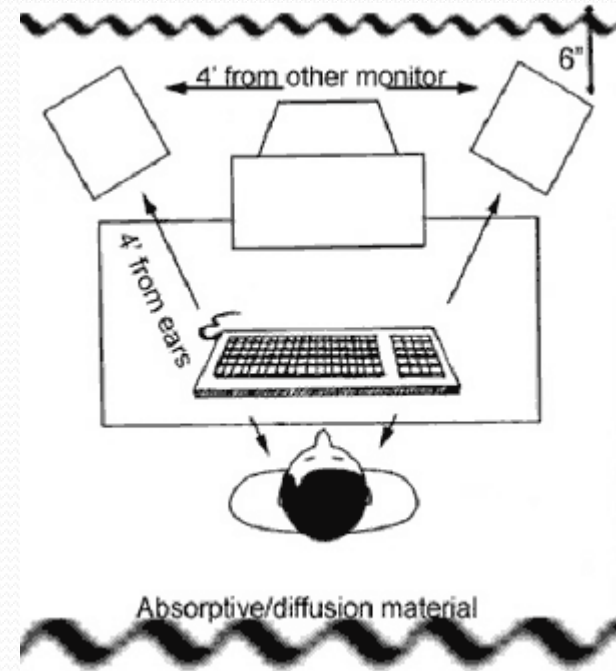 6"
4' from other monitor
4' from ears
Absorptive/diffusion material